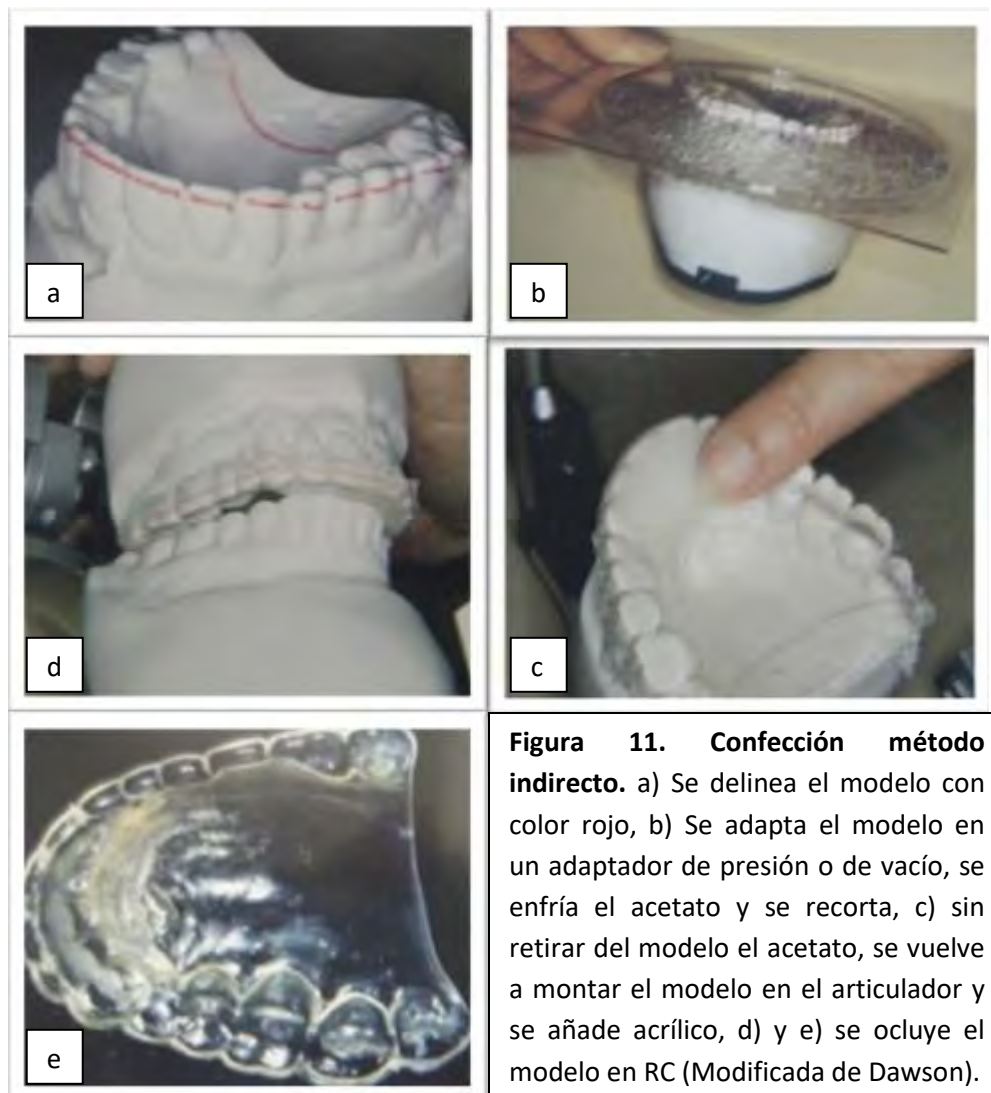 a
b
d
c
e
Figura 11. Confección método
indirecto. a) Se delinea el modelo con
color rojo, b) Se adapta el modelo en
un adaptador de presión o de vacío, se
enfría el acetato y se recorta, c) sin
retirar del modelo el acetato, se vuelve
a montar el modelo en el articulador y
se añade acrílico, d) y e) se ocluye el
modelo en RC (Modificada de Dawson).